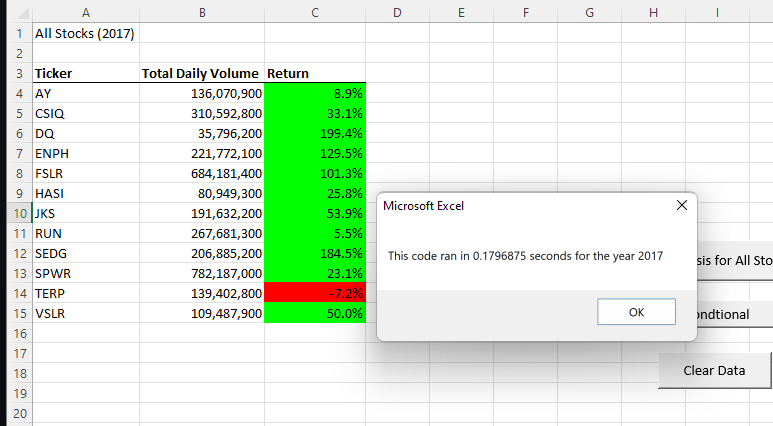 A B C D E F G H I
1 All Stocks (2017)
2
3 Ticker Total Daily Volume Return
4 AY 136,070,900 8.9%
5 CSIQ 310,592,800 33.1%
6 DQ 35,796,200 199.4%
7 ENPH 221,772,100 129.5%
8 FSLR 684,181,400 101.3%
9 HASI 80,949,300 25.8%
10 JKS 191,632,200 53.9%
11 RUN 267,681,300 5.5%
12 SEDG 206,885,200 184.5%
13 SPWR 782,187,000 23.1%
14 TERP 139,402,800 -7.2%
15 VSLR 109,487,900 50.0%
16
17
18
19
20
Microsoft Excel
This code ran in 0.1796875 seconds for the year 2017
OK
sis for All Sto
ondtional
Clear Data